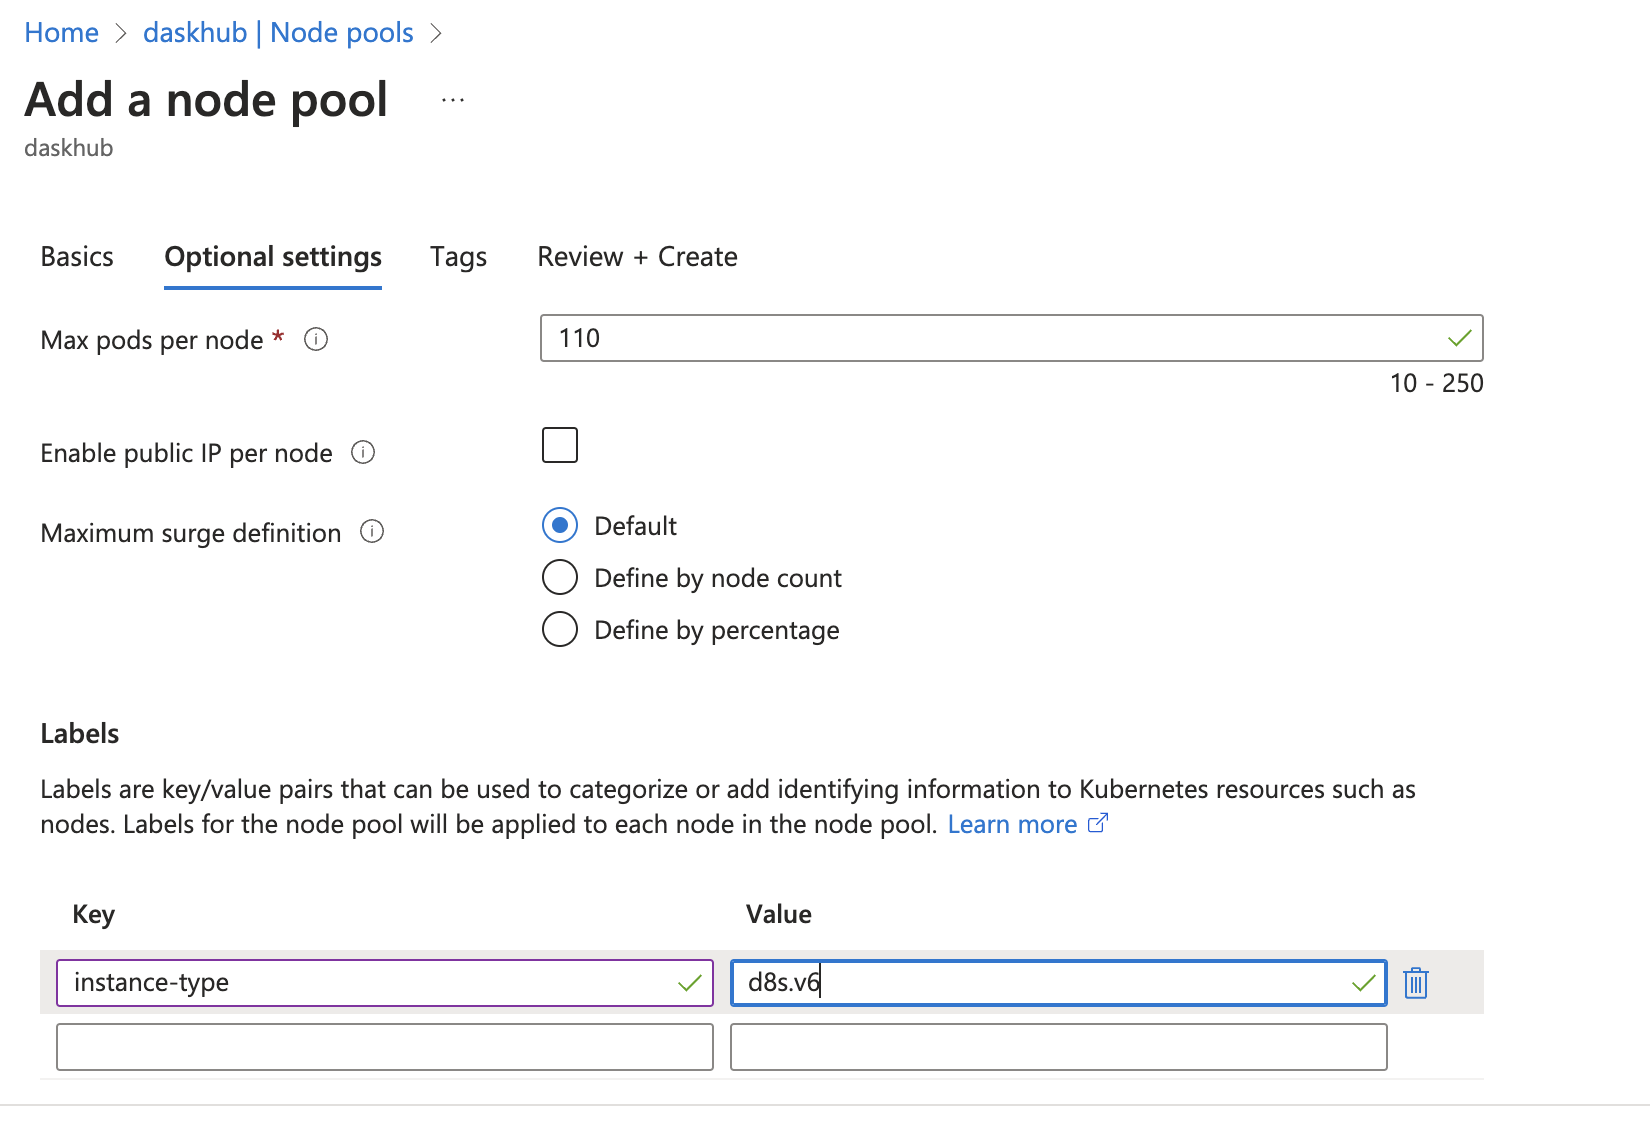 Home > daskhub | Node pools >
Add a node pool ...
daskhub
Basics Optional settings Tags Review + Create
Max pods per node * 110
10 - 250
Enable public IP per node
Maximum surge definition Default
Define by node count
Define by percentage
Labels
Labels are key/value pairs that can be used to categorize or add identifying information to Kubernetes resources such as
nodes. Labels for the node pool will be applied to each node in the node pool. Learn more
Key Value
instance-type d8s.v6